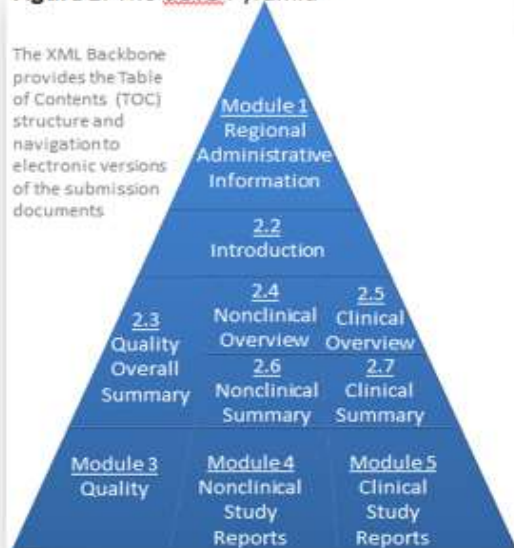 The XML Backbone
provides the Table
of Contents (TOC)
structure and
navigation to
electronic versions
of the submission
documents
Module 1
Regional
Administrative
Information
2.2
Introduction
2.3
Quality
Overall
Summary
2.4
Nonclinical
Overview
2.5
Clinical
Overview
2.6
Nonclinical
Summary
2.7
Clinical
Summary
Module 3
Quality
Module 4
Nonclinical
Study
Reports
Module 5
Clinical
Study
Reports